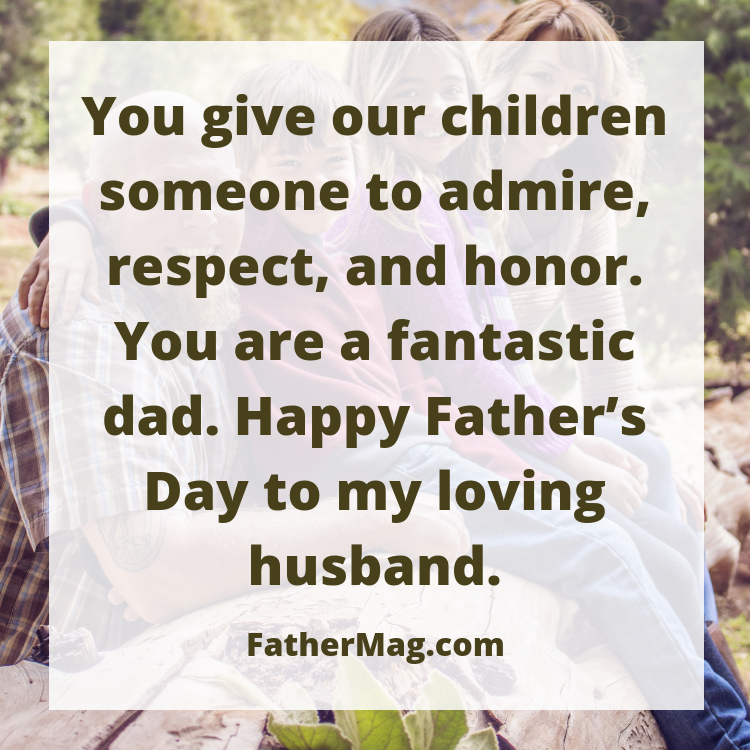 You give our children
someone to admire,
respect, and honor.
You are a fantastic
dad. Happy Father’s
Day to my loving
husband.
FatherMag.com